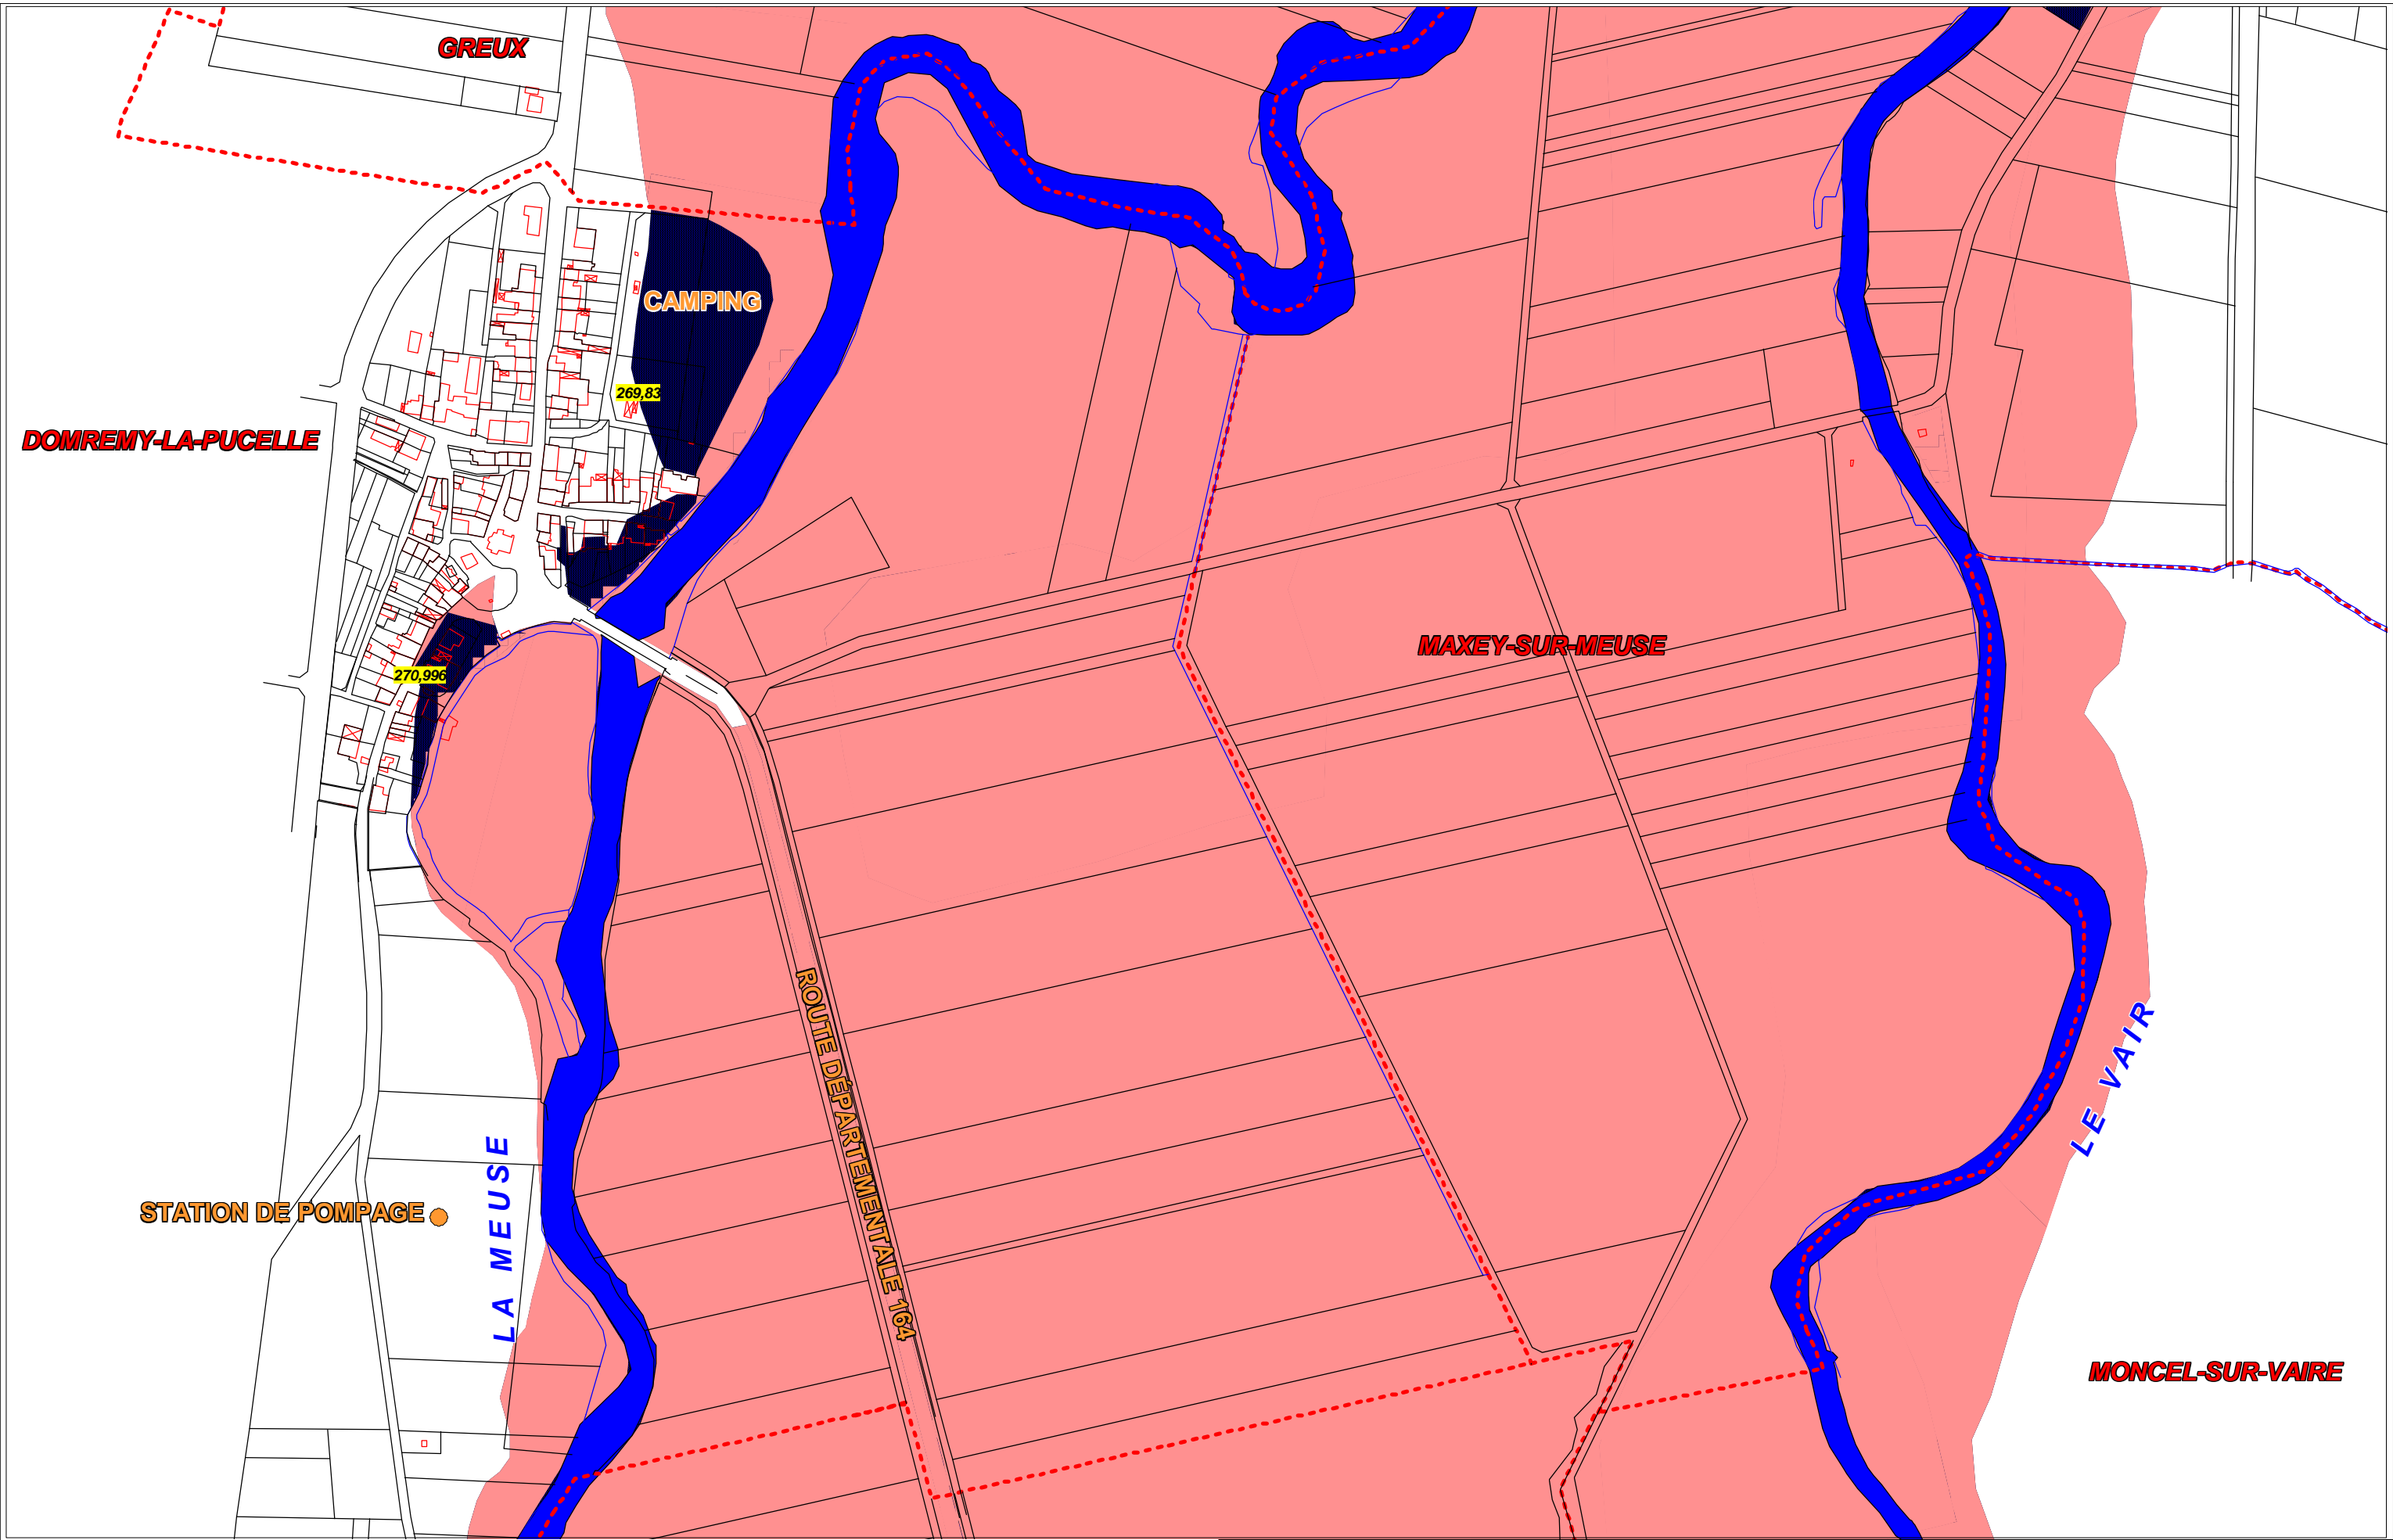 GREUX
CAMPING
269,83
DOMREMY-LA-PUCELLE
MAXEY-SUR-MEUSE
270,996
ROUTE DÉPARTEMENTALE 164
LE VAIR
LA MEUSE
STATION DE POMPAGE
MONCEL-SUR-VAIRE